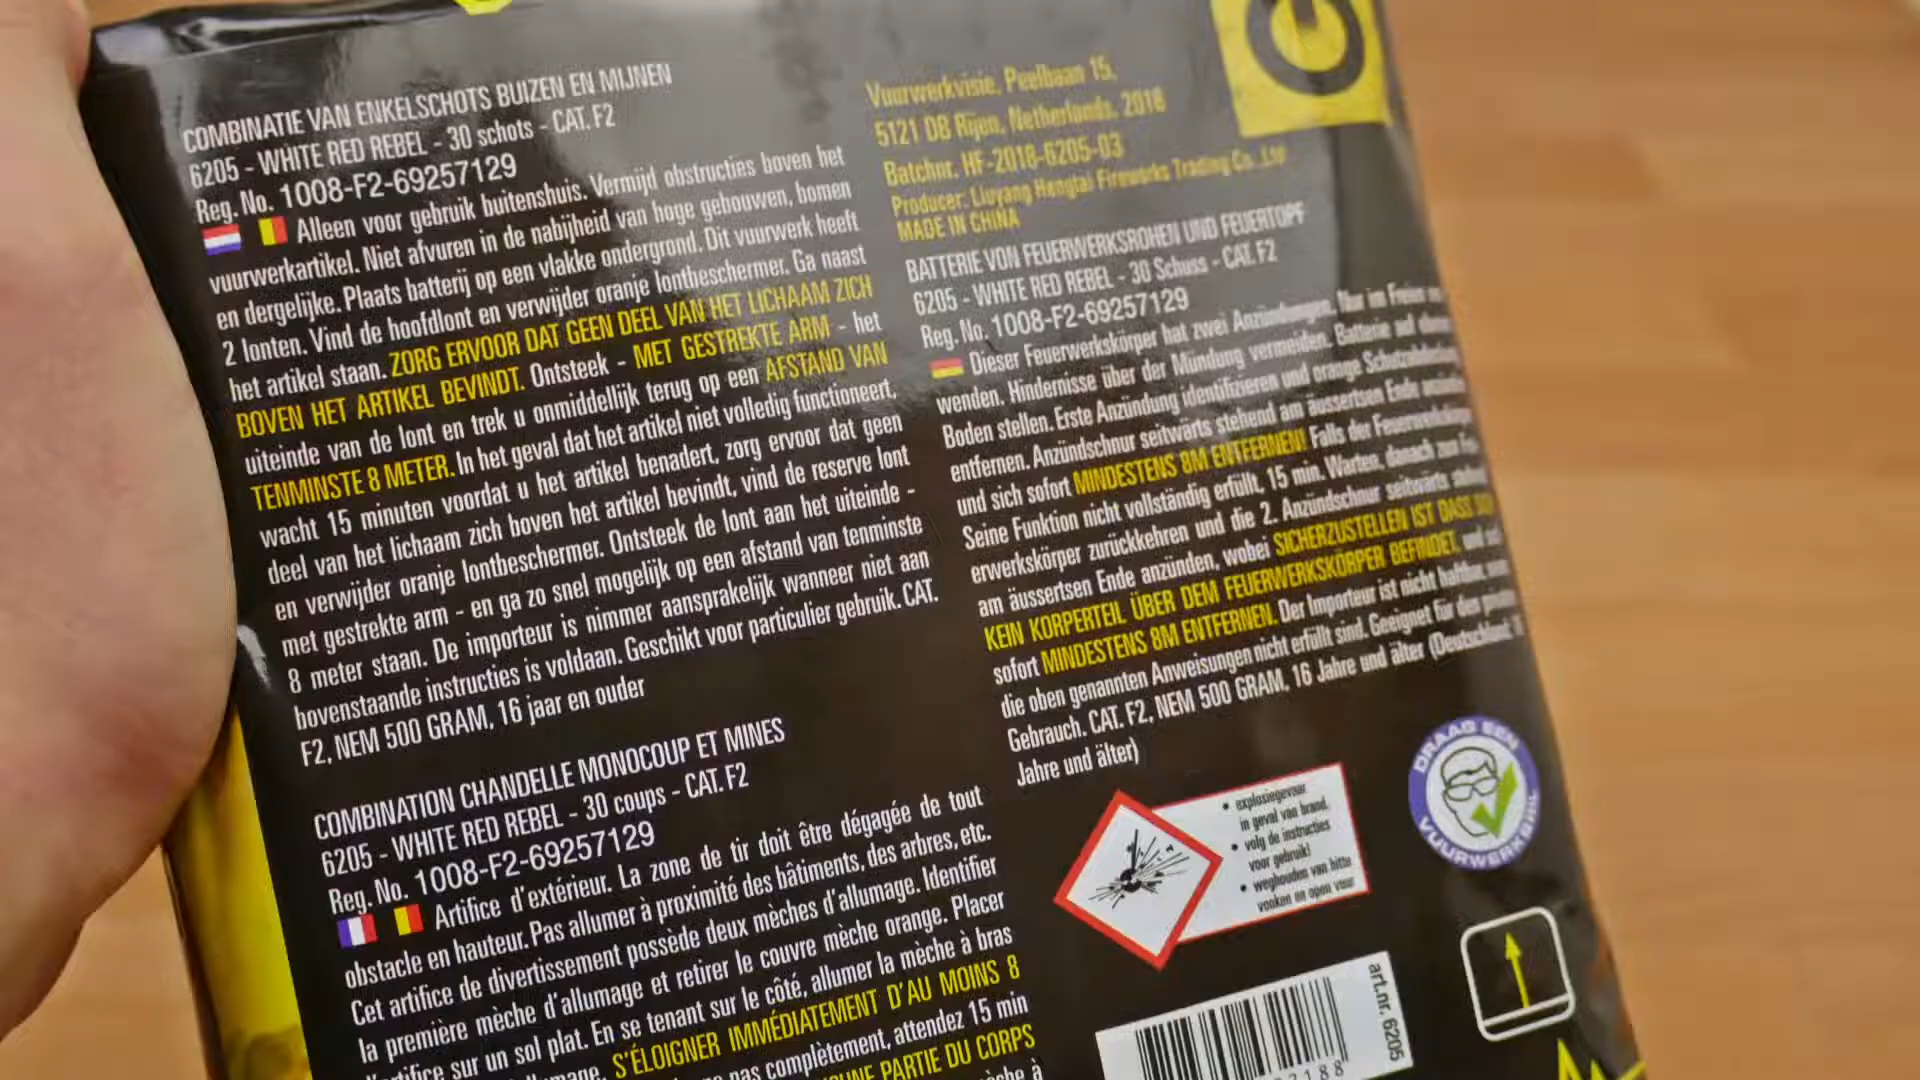 COMBINATIE VAN ENKELSCHOTS BUIZEN EN MIJNEN
6205 - WHITE RED REBEL - 30 schots - CAT. F2
Reg. No. 1008-F2-69257129
Alleen voor gebruik buitenshuis. Vermijd obstructies boven het
vuurwerkartikel. Niet afvuren in de nabijheid van hoge gebouwen, bomen
en dergelijke. Plaats batterij op een vlakke ondergrond. Dit vuurwerk heeft
2 lonten. Vind de hoofdlont en verwijder oranje lontbeschermer. Ga naast
het artikel staan. ZORG ERVOOR DAT GEEN DEEL VAN HET LICHAAM ZICH
BOVEN HET ARTIKEL BEVINDT. Ontsteek - MET GESTREKTE ARM - het
uiteinde van de lont en trek u onmiddellijk terug op een AFSTAND VAN
TENMINSTE 8 METER. In het geval dat het artikel niet volledig functioneert,
wacht 15 minuten voordat u het artikel benadert, zorg ervoor dat geen
deel van het lichaam zich boven het artikel bevindt, vind de reserve lont
en verwijder oranje lontbeschermer. Ontsteek de lont aan het uiteinde -
met gestrekte arm - en ga zo snel mogelijk op een afstand van tenminste
8 meter staan. De importeur is nimmer aansprakelijk wanneer niet aan
bovenstaande instructies is voldaan. Geschikt voor particulier gebruik. CAT.
F2, NEM 500 GRAM, 16 jaar en ouder
COMBINATION CHANDELLE MONOCOUP ET MINES
6205 - WHITE RED REBEL - 30 coups - CAT. F2
Reg. No. 1008-F2-69257129
Artifice d'extérieur. La zone de tir doit être dégagée de tout
obstacle en hauteur. Pas allumer à proximité des bâtiments, des arbres, etc.
Cet artifice de divertissement possède deux mèches d'allumage. Identifier
la première mèche d'allumage et retirer le couvre mèche orange. Placer
l'artifice sur un sol plat. En se tenant sur le côté, allumer la mèche à bras
S'ÉLOIGNER IMMÉDIATEMENT D'AU MOINS 8
pas complètement, attendez 15 min
PARTIE DU CORPS
à
Vuurwerkvisie, Peelbaan 15,
5121 DB Rijen, Netherlands, 2018
Batchnr. HF-2018-6205-03
Producer: Liuyang Hengtai Fireworks Trading Co., Ltd
MADE IN CHINA
BATTERIE VON FEUERWERKSROHEN UND FEUERTOPF
6205 - WHITE RED REBEL - 30 Schuss - CAT. F2
Reg. No. 1008-F2-69257129
Dieser Feuerwerkskörper hat zwei Anzündungen. Nur im Freien
wenden. Hindernisse über der Mündung vermeiden. Batterie auf
Boden stellen. Erste Anzündung identifizieren und orange
entfernen. Anzündschnur seitwärts stehend am äussertsen Ende
und sich sofort MINDESTENS 8M ENTFERNEN! Falls der
Seine Funktion nicht vollständig erfüllt, 15 min. Warten, danach zum
erwerkskörper zurückkehren und die 2. Anzündschnur seitwärts
am äussertsen Ende anzünden, wobei SICHERZUSTELLEN IST DASS
KEIN KORPERTEIL ÜBER DEM FEUERWERKSKÖRPER BEFINDET, und
sofort MINDESTENS 8M ENTFERNEN. Der Importeur ist nicht haftbar,
die oben genannten Anweisungen nicht erfüllt sind. Geeignet für den
Gebrauch. CAT. F2, NEM 500 GRAM, 16 Jahre und älter (Deutschland
Jahre und älter)
• explosiegevaar
in geval van brand.
• volg de instructies
voor gebruik!
• weghouden van hitte
vonken en open vuur
DRAAG EEN
VUURWERKBRIL
art.nr. 6205